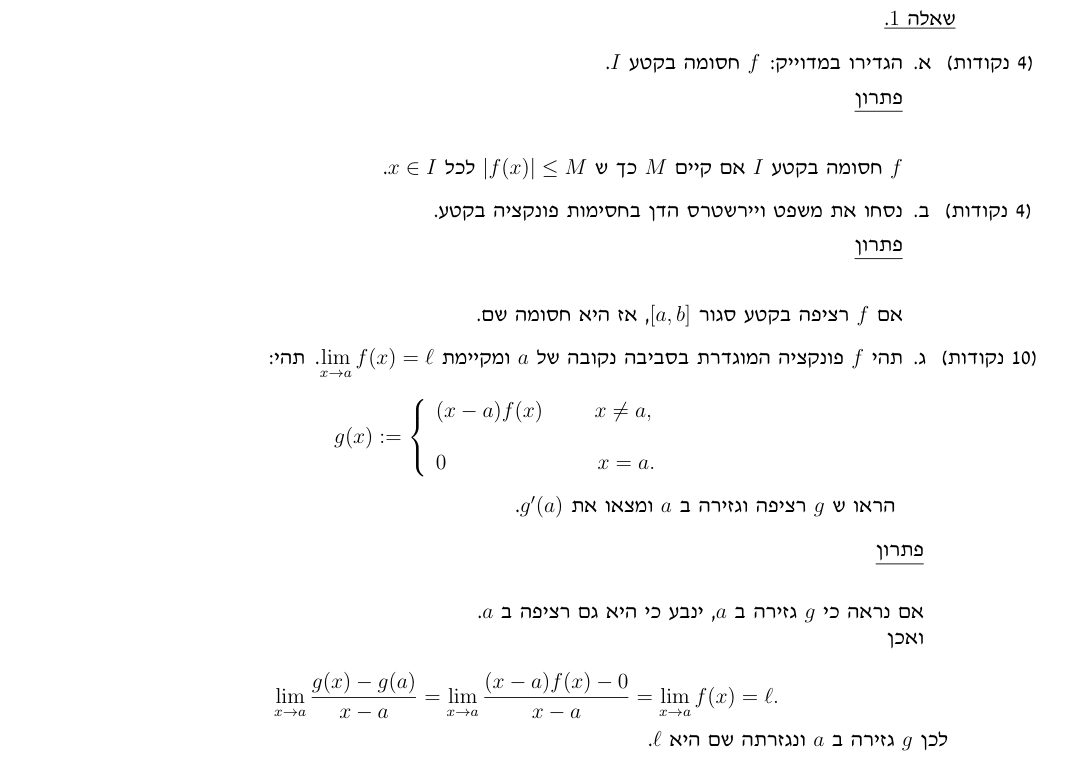 שאלה 1.
(4 נקודות) א. הגדירו במדוייק: f חסומה בקטע I.
פתרון
f חסומה בקטע I אם קיים M כך ש |f(x)| ≤ M לכל x ∈ I.
(4 נקודות) ב. נסחו את משפט ויירשטרס הדן בחסימות פונקציה בקטע.
פתרון
אם f רציפה בקטע סגור [a, b], אז היא חסומה שם.
(10 נקודות) ג. תהי f פונקציה המוגדרת בסביבה נקובה של a ומקיימת lim_{x→a} f(x) = ℓ. תהי:
g(x) := { (x − a)f(x) x ≠ a,
0 x = a.
הראו ש g רציפה וגזירה ב a ומצאו את g′(a).
פתרון
אם נראה כי g גזירה ב a, ינבע כי היא גם רציפה ב a.
ואכן
lim_{x→a} (g(x) − g(a))/(x − a) = lim_{x→a} ((x − a)f(x) − 0)/(x − a) = lim_{x→a} f(x) = ℓ.
לכן g גזירה ב a ונגזרתה שם היא ℓ.